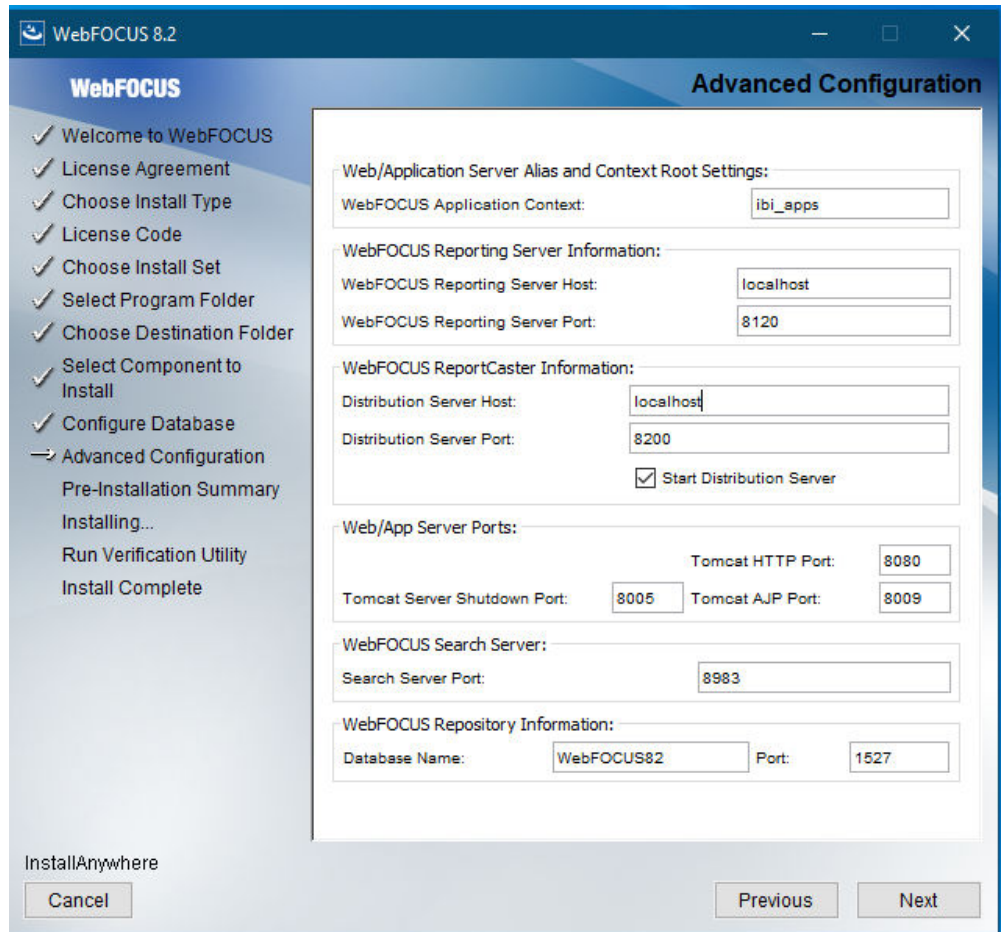 WebFOCUS 8.2
WebFOCUS
Advanced Configuration
Welcome to WebFOCUS
License Agreement
Choose Install Type
License Code
Choose Install Set
Select Program Folder
Choose Destination Folder
Select Component to
Install
Configure Database
Advanced Configuration
Pre-Installation Summary
Installing...
Run Verification Utility
Install Complete
Web/Application Server Alias and Context Root Settings:
WebFOCUS Application Context: ibi_apps
WebFOCUS Reporting Server Information:
WebFOCUS Reporting Server Host: localhost
WebFOCUS Reporting Server Port: 8120
WebFOCUS ReportCaster Information:
Distribution Server Host: localhost
Distribution Server Port: 8200
Start Distribution Server
Web/App Server Ports:
Tomcat HTTP Port: 8080
Tomcat Server Shutdown Port: 8005 Tomcat AJP Port: 8009
WebFOCUS Search Server:
Search Server Port: 8983
WebFOCUS Repository Information:
Database Name: WebFOCUS82 Port: 1527
InstallAnywhere
Cancel Previous Next